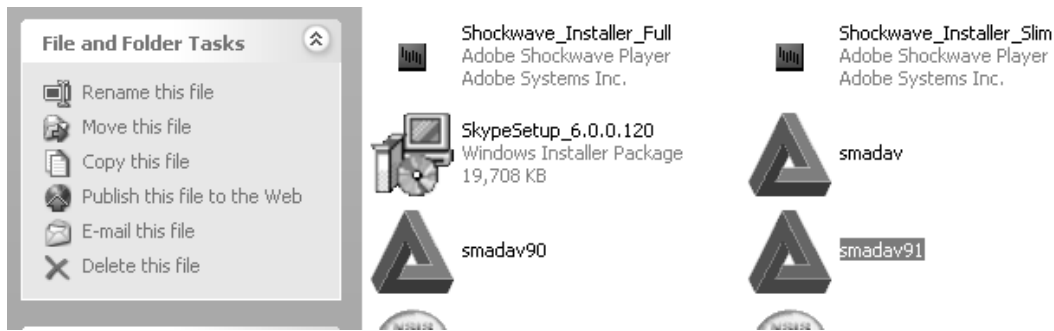 File and Folder Tasks
Rename this file
Move this file
Copy this file
Publish this file to the Web
E-mail this file
Delete this file
Shockwave_Installer_Full
Adobe Shockwave Player
Adobe Systems Inc.
Shockwave_Installer_Slim
Adobe Shockwave Player
Adobe Systems Inc.
SkypeSetup_6.0.0.120
Windows Installer Package
19,708 KB
smadav
smadav90
smadav91